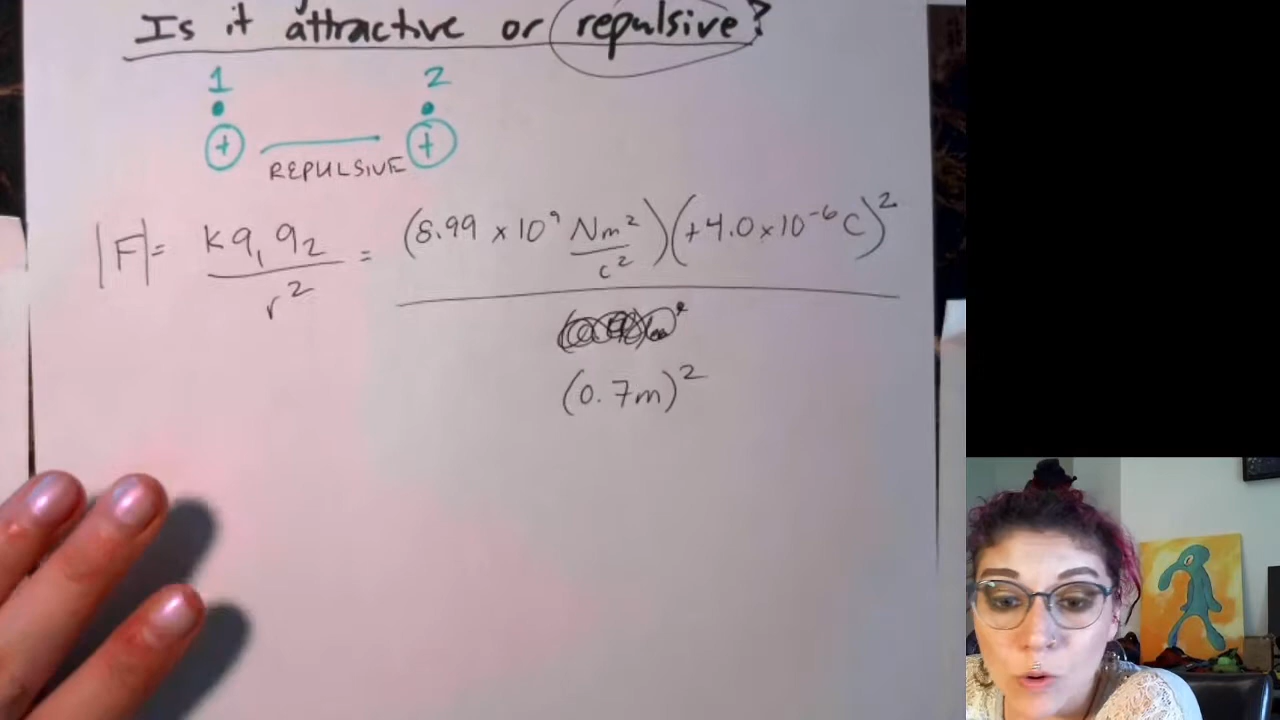 Is it attractive or repulsive?
1 2
+ +
REPULSIVE
|F| = kq₁q₂ / r² = (8.99 × 10⁹ Nm²/c²)(+4.0 × 10⁻⁶ C)²
(0.7m)²